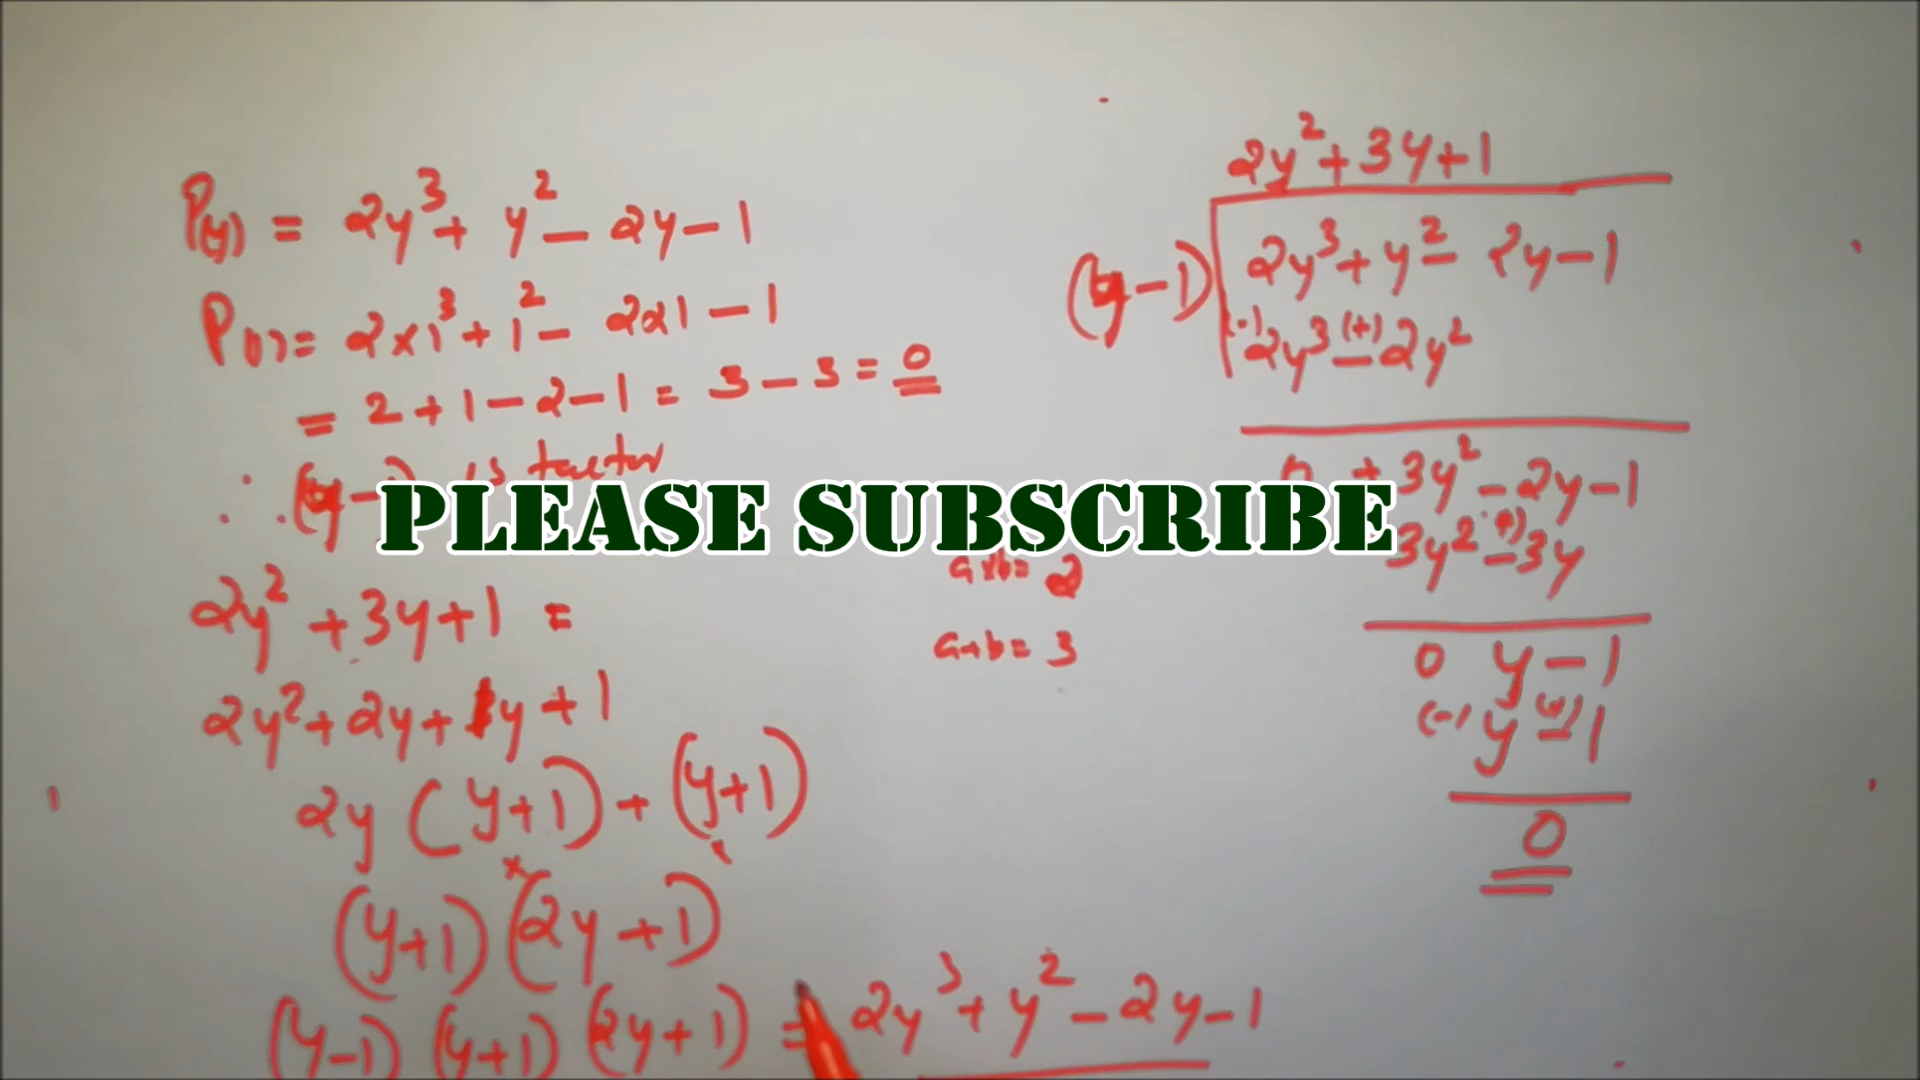 P(y) = 2y³ + y² - 2y - 1
P(1) = 2×1³ + 1² - 2×1 - 1
= 2 + 1 - 2 - 1 = 3 - 3 = 0
∴ (y - is factor
PLEASE SUBSCRIBE
2y² + 3y + 1 =
2y² + 2y + 1y + 1
2y (y+1) + (y+1)
(y+1) (2y+1)
(y-1) (y+1) (2y+1) = 2y³ + y² - 2y - 1
a×b = 2
a+b = 3
2y² + 3y + 1
(y-1) 2y³ + y² - 2y - 1
(-) 2y³ (+) - 2y²
0 + 3y² - 2y - 1
3y² (+) - 3y
0 y - 1
(-) y (+) - 1
0